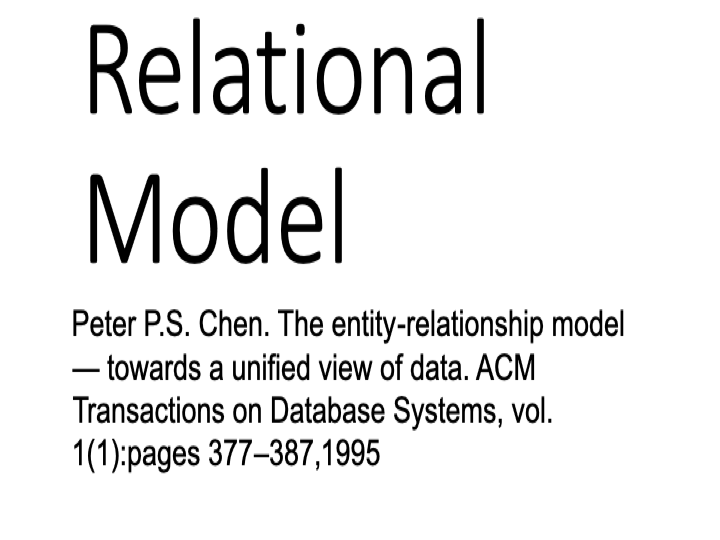 Relational
Model
Peter P.S. Chen. The entity-relationship model
— towards a unified view of data. ACM
Transactions on Database Systems, vol.
1(1):pages 377–387,1995